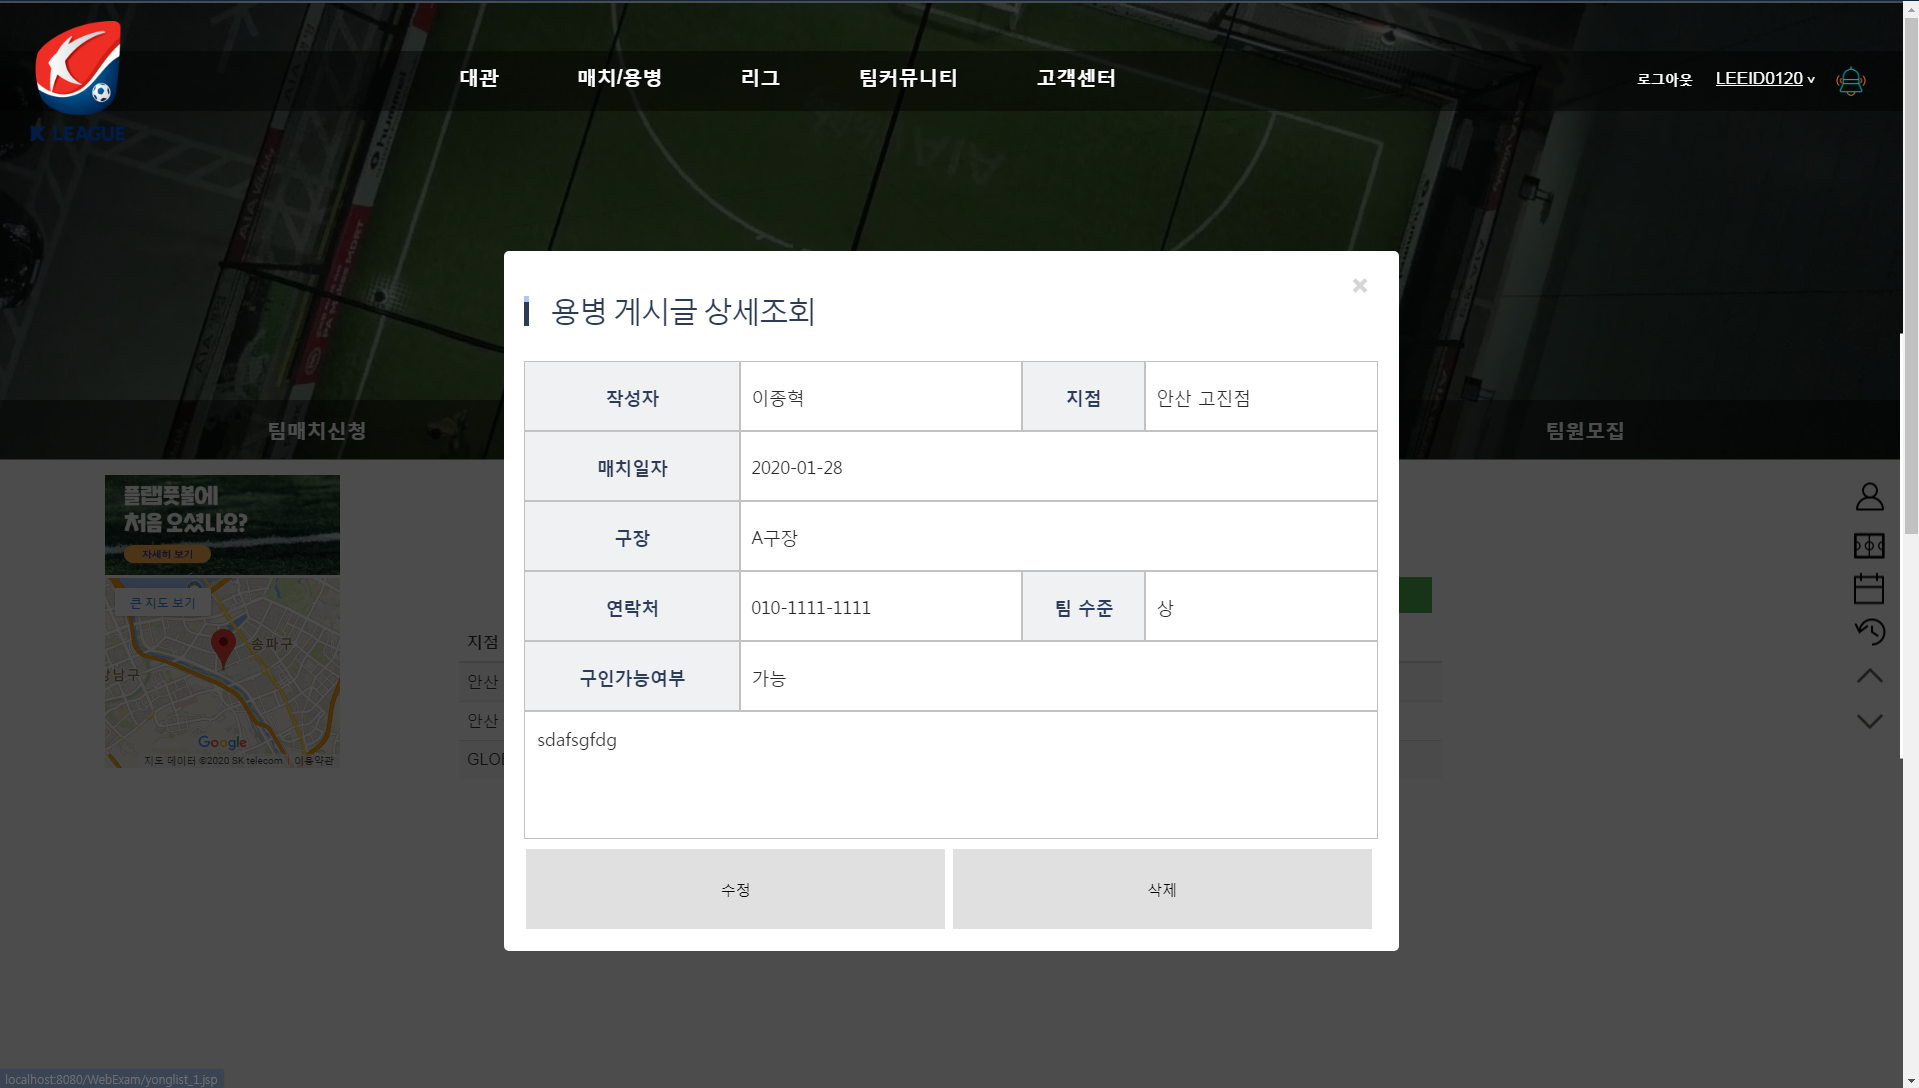 K LEAGUE
대관
매치/용병
리그
팀커뮤니티
고객센터
로그아웃
LEEID0120
팀매치신청
팀원모집
플랩풋볼에
처음 오셨나요?
자세히 보기
큰 지도 보기
송파구
강남구
Google
지도 데이터 ©2020 SK telecom
이용약관
지점
안산
안산
용병 게시글 상세조회
×
작성자
이종혁
지점
안산 고진점
매치일자
2020-01-28
구장
A구장
연락처
010-1111-1111
팀 수준
상
구인가능여부
가능
sdafsgfdg
수정
삭제
localhost:8080/WebExam/yonglist_1.jsp